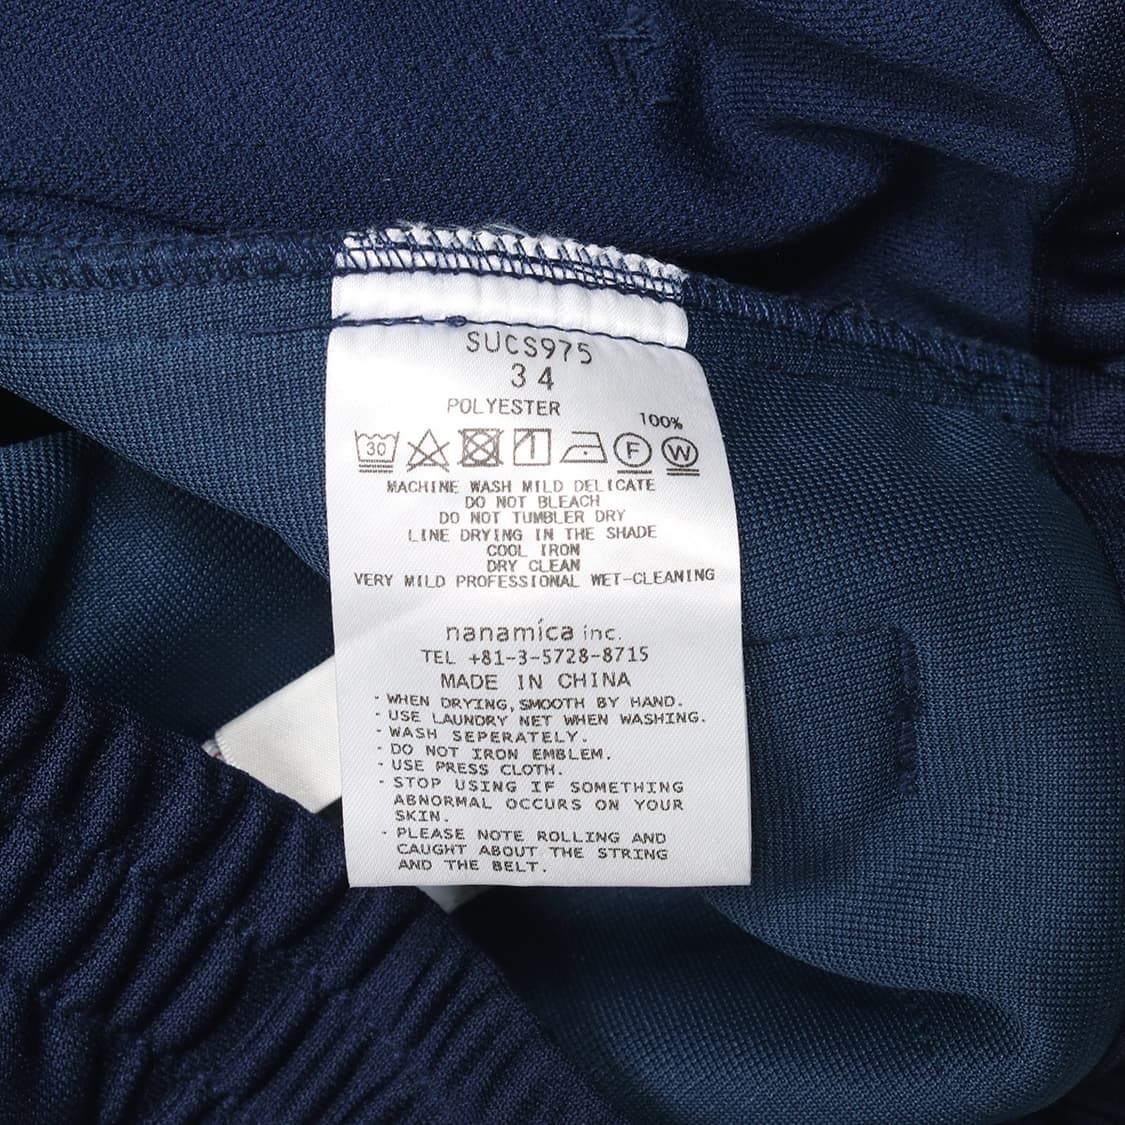 SUCS975
34
POLYESTER 100%
30 F W
MACHINE WASH MILD DELICATE
DO NOT BLEACH
DO NOT TUMBLER DRY
LINE DRYING IN THE SHADE
COOL IRON
DRY CLEAN
VERY MILD PROFESSIONAL WET-CLEANING
nanamíca inc.
TEL +81-3-5728-8715
MADE IN CHINA
- WHEN DRYING, SMOOTH BY HAND.
- USE LAUNDRY NET WHEN WASHING.
- WASH SEPERATELY.
- DO NOT IRON EMBLEM.
- USE PRESS CLOTH.
- STOP USING IF SOMETHING
ABNORMAL OCCURS ON YOUR
SKIN.
- PLEASE NOTE ROLLING AND
CAUGHT ABOUT THE STRING
AND THE BELT.